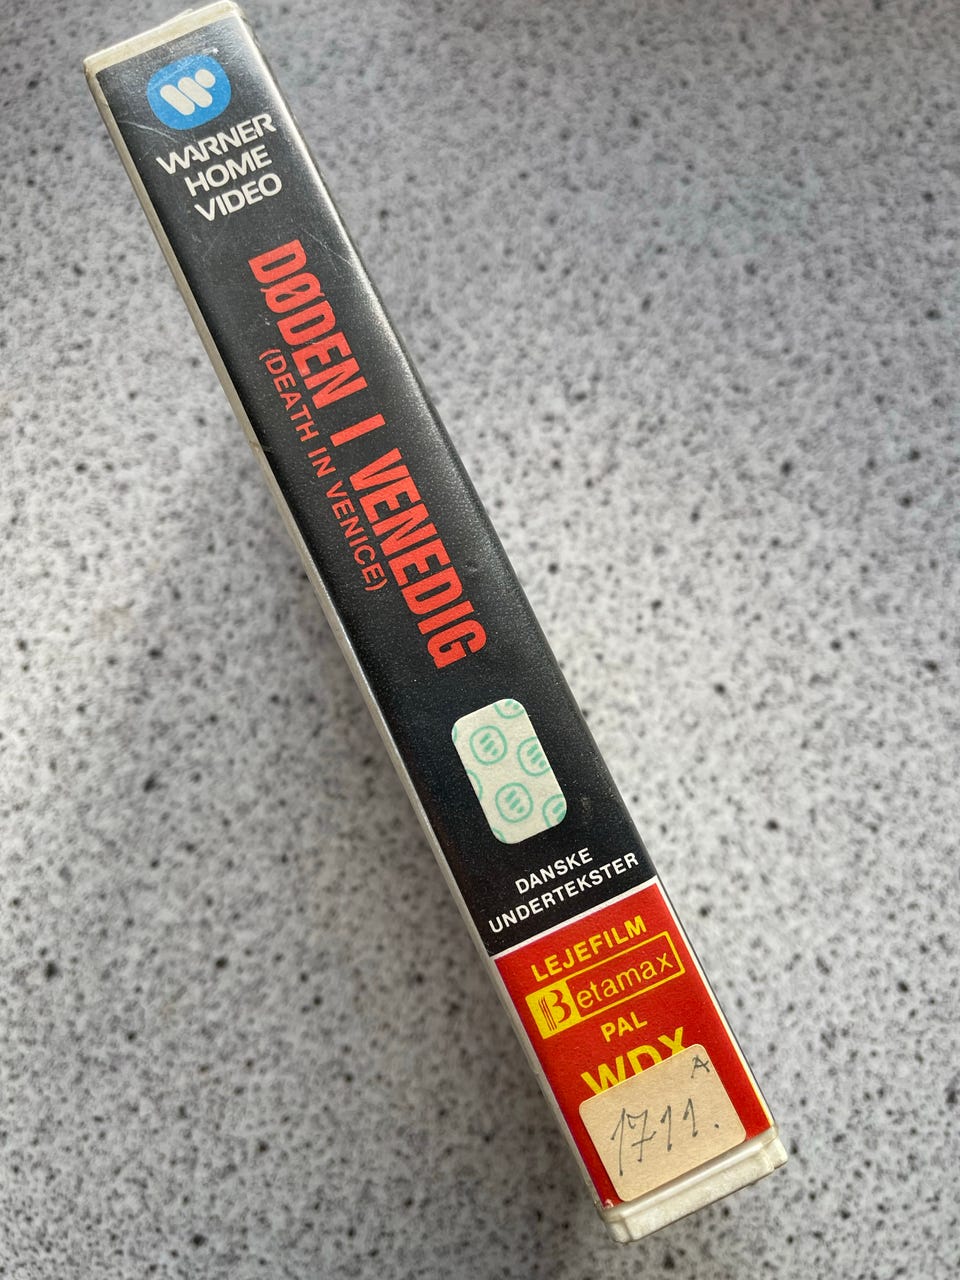 WARNER
HOME
VIDEO
DØDEN I VENEDIG
(DEATH IN VENICE)
DANSKE
UNDERTEKSTER
LEJEFILM
Betamax
PAL
WDX
A
1711.